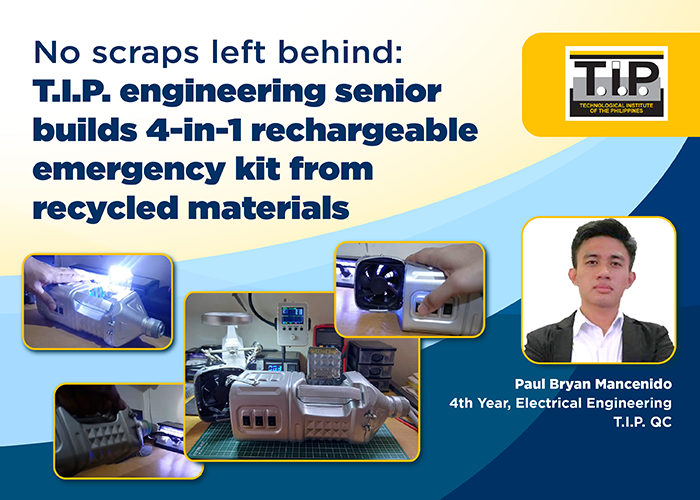 No scraps left behind:
T.I.P. engineering senior
builds 4-in-1 rechargeable
emergency kit from
recycled materials
T.I.P.
TECHNOLOGICAL INSTITUTE
OF THE PHILIPPINES
Paul Bryan Mancenido
4th Year, Electrical Engineering
T.I.P. QC